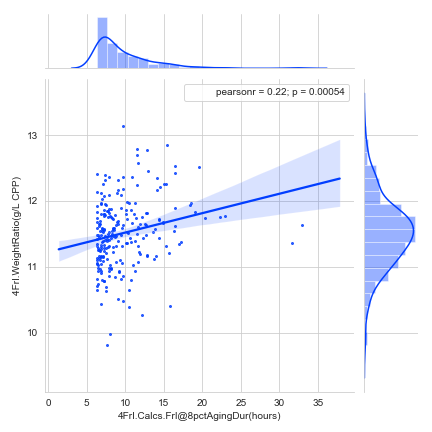 pearsonr = 0.22; p = 0.00054
13
12
11
10
4Frl.WeightRatio(g/L CPP)
0 5 10 15 20 25 30 35
4Frl.Calcs.Frl@8pctAgingDur(hours)